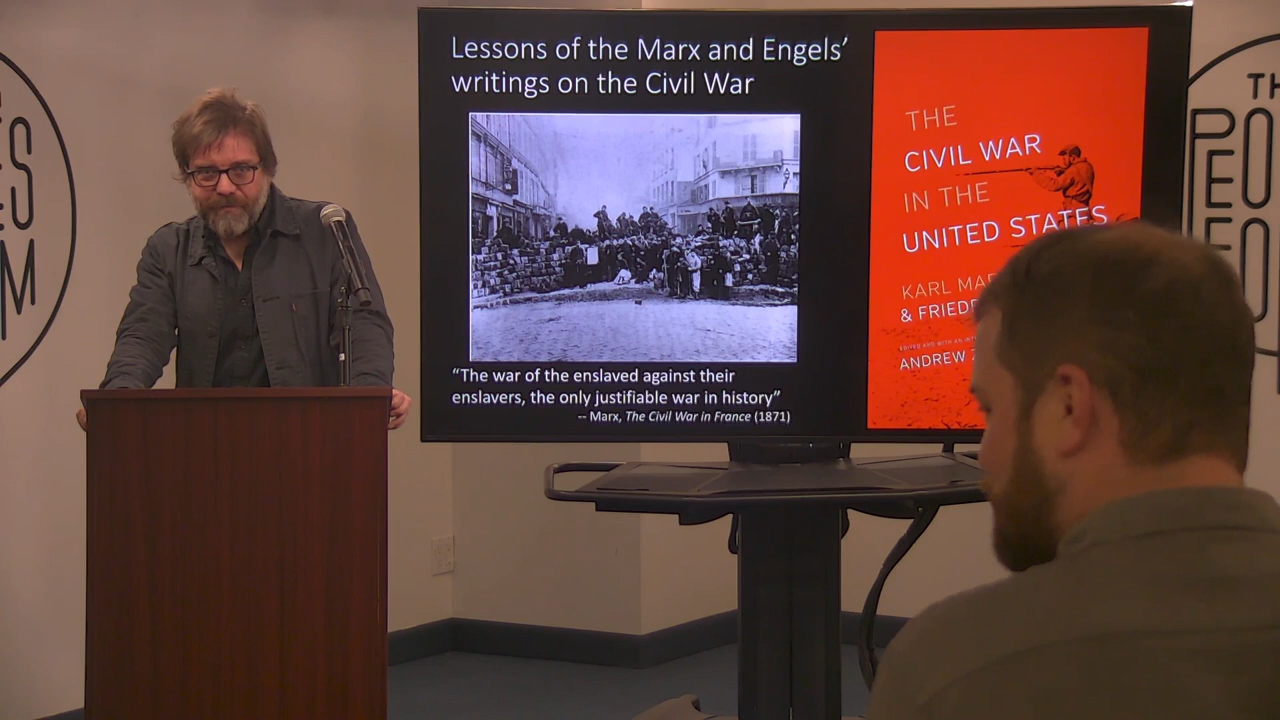 Lessons of the Marx and Engels'
writings on the Civil War
"The war of the enslaved against their
enslavers, the only justifiable war in history"
-- Marx, The Civil War in France (1871)
THE
CIVIL WAR
IN THE
UNITED STATES
KARL
&
ANDREW